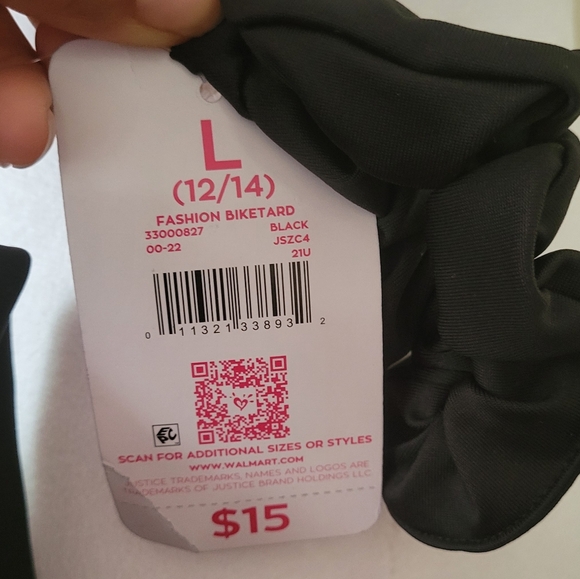 L
(12/14)
FASHION BIKETARD
33000827 BLACK
00-22 JSZC4
21U
0 11321 33893 2
SCAN FOR ADDITIONAL SIZES OR STYLES
WWW.WALMART.COM
JUSTICE TRADEMARKS, NAMES AND LOGOS ARE
TRADEMARKS OF JUSTICE BRAND HOLDINGS LLC
$15